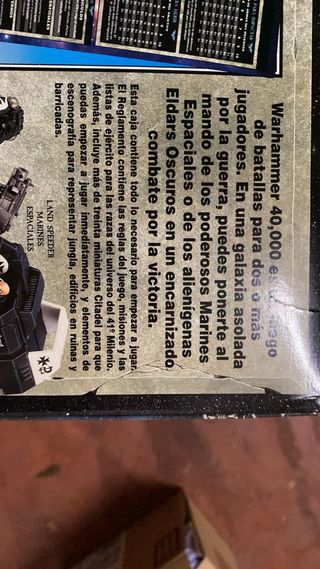 Warhammer 40,000 es un juego
de batallas para dos o más
jugadores. En una galaxia asolada
por la guerra, puedes ponerte al
mando de los poderosos Marines
Espaciales o de los alienígenas
Eldars Oscuros en un encarnizado
combate por la victoria.
Esta caja contiene todo lo necesario para empezar a jugar.
El Reglamento contiene las reglas de juego, misiones y las
listas de ejército para las razas del universo del 41º Milenio.
Además, incluye más de treinta miniaturas Citadel para que
puedas empezar a jugar inmediatamente, y elementos de
escenografía para representar jungla, edificios en ruinas y
barricadas.
LAND SPEEDER
MARINES
ESPACIALES